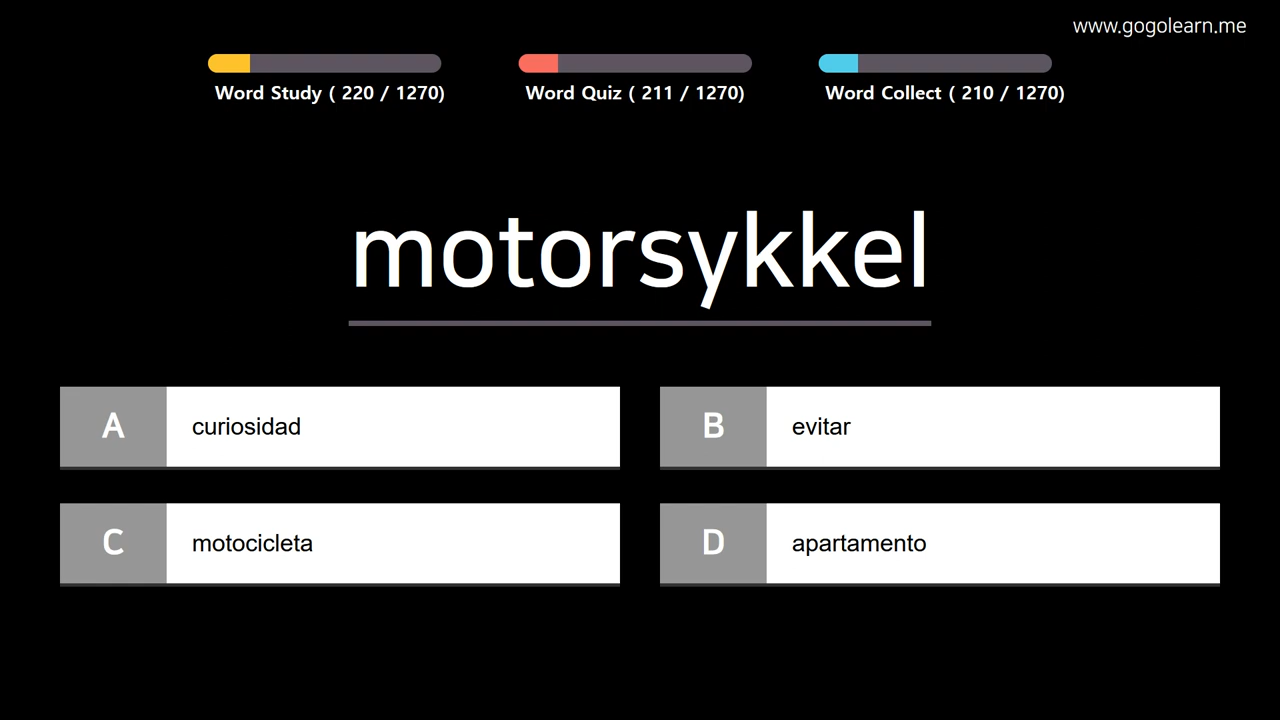 www.gogolearn.me
Word Study ( 220 / 1270)
Word Quiz ( 211 / 1270)
Word Collect ( 210 / 1270)
motorsykkel
A curiosidad
B evitar
C motocicleta
D apartamento